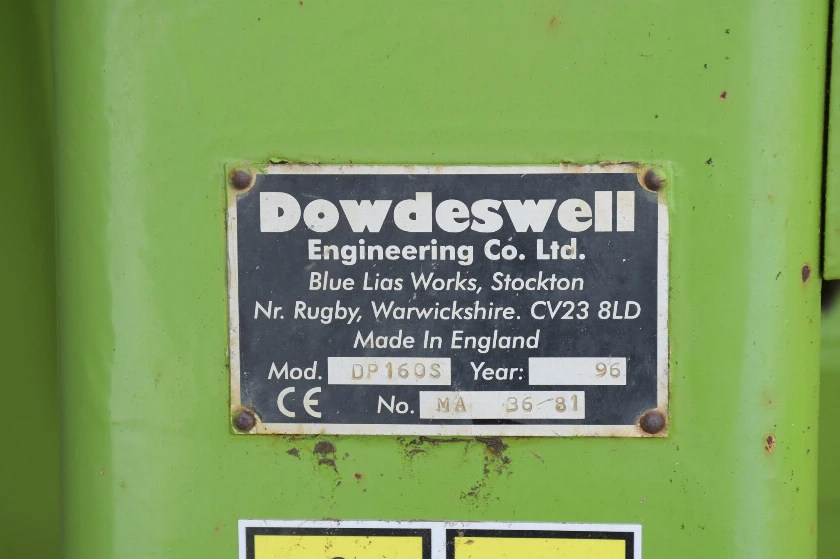 Dowdeswell
Engineering Co. Ltd.
Blue Lias Works, Stockton
Nr. Rugby, Warwickshire. CV23 8LD
Made In England
Mod. DP160S Year: 96
CE No. MA 36 81